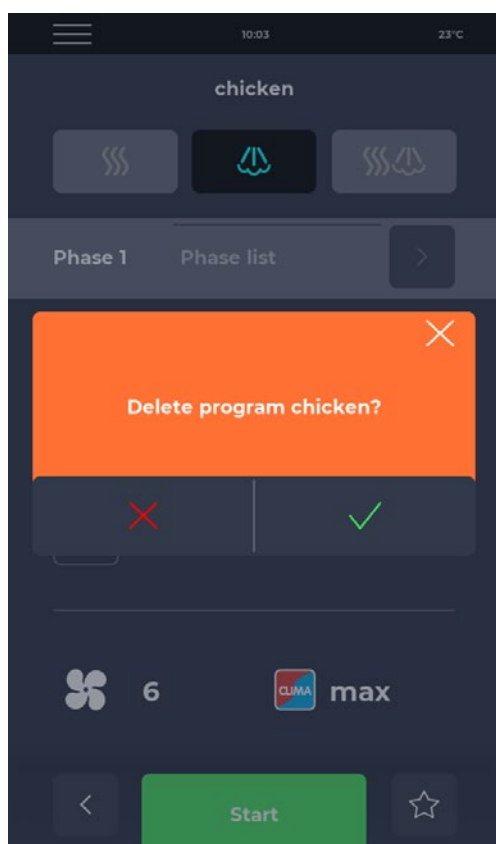 10:03
23°C
chicken
Phase 1
Phase list
Delete program chicken?
6
CLIMA
max
Start